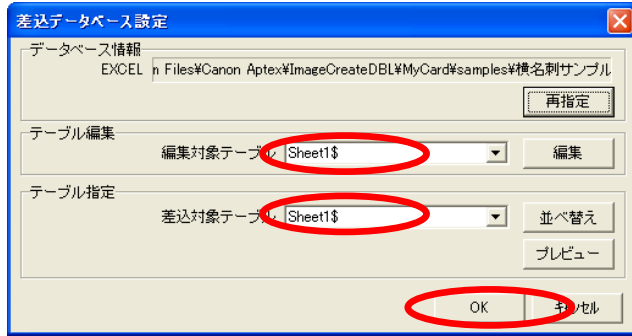 差込データベース設定
データベース情報
EXCEL n Files¥Canon Aptex¥ImageCreateDBL¥MyCard¥samples¥横名刺サンプル
再指定
テーブル編集
編集対象テーブル Sheet1$ 編集
テーブル指定
差込対象テーブル Sheet1$ 並べ替え
プレビュー
OK キャンセル